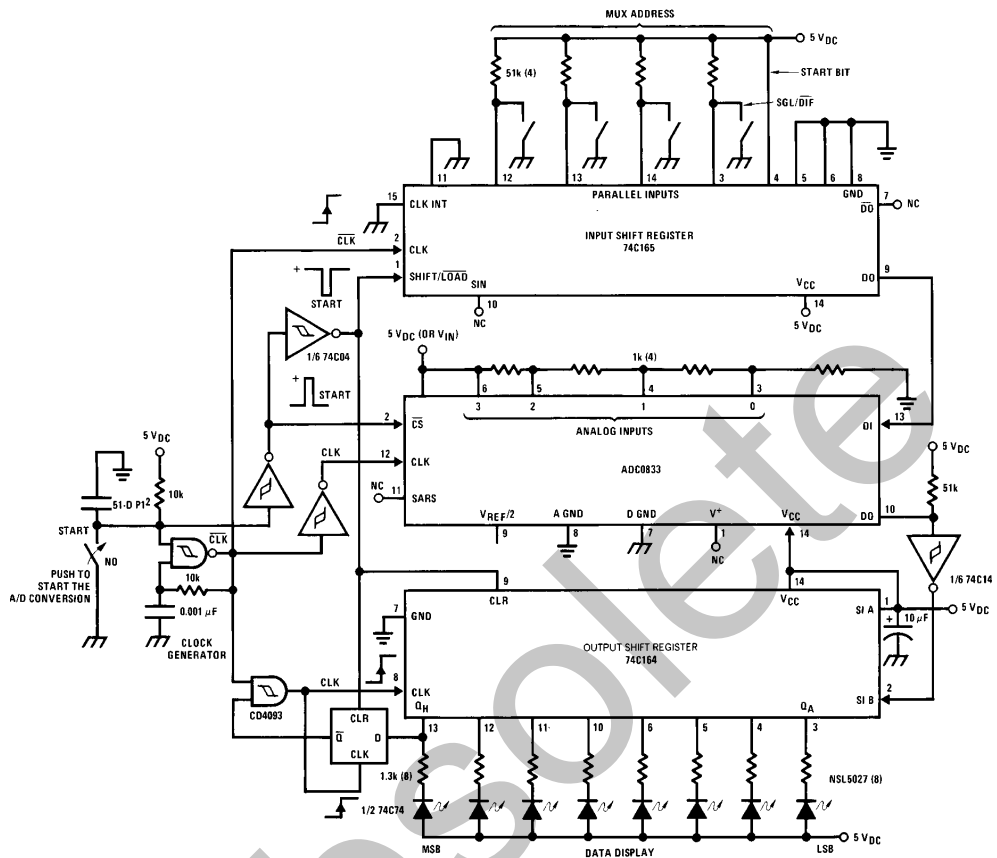 MUX ADDRESS
5 VDC
51k (4)
START BIT
SGL/DIF
11
12
13
14
3
4
5
6
8
PARALLEL INPUTS
GND
15
CLK INT
7
DO
NC
INPUT SHIFT REGISTER
74C165
CLK
2
CLK
1
SHIFT/LOAD
9
DO
SIN
VCC
10
NC
14
5 VDC
+
START
1/6 74C04
5 VDC (OR VIN)
1k (4)
+
START
6
5
4
3
3
2
1
0
ANALOG INPUTS
2
CS
13
DI
CLK
12
CLK
ADC0833
5 VDC
51k
NC
11
SARS
10
DO
VREF/2
A GND
D GND
V+
VCC
9
8
7
1
NC
14
1/6 74C14
5 VDC
10k
51-D P1²
START
NO
CLK
PUSH TO
START THE
A/D CONVERSION
10k
0.001 µF
CLOCK
GENERATOR
9
CLR
14
VCC
7
GND
1
SI A
5 VDC
+
10 µF
OUTPUT SHIFT REGISTER
74C164
CLK
8
CLK
2
SI B
CD4093
QH
QA
CLR
Q
D
CLK
13
12
11
10
6
5
4
3
1.3k (8)
NSL5027 (8)
1/2 74C74
MSB
DATA DISPLAY
LSB
5 VDC
obsolete